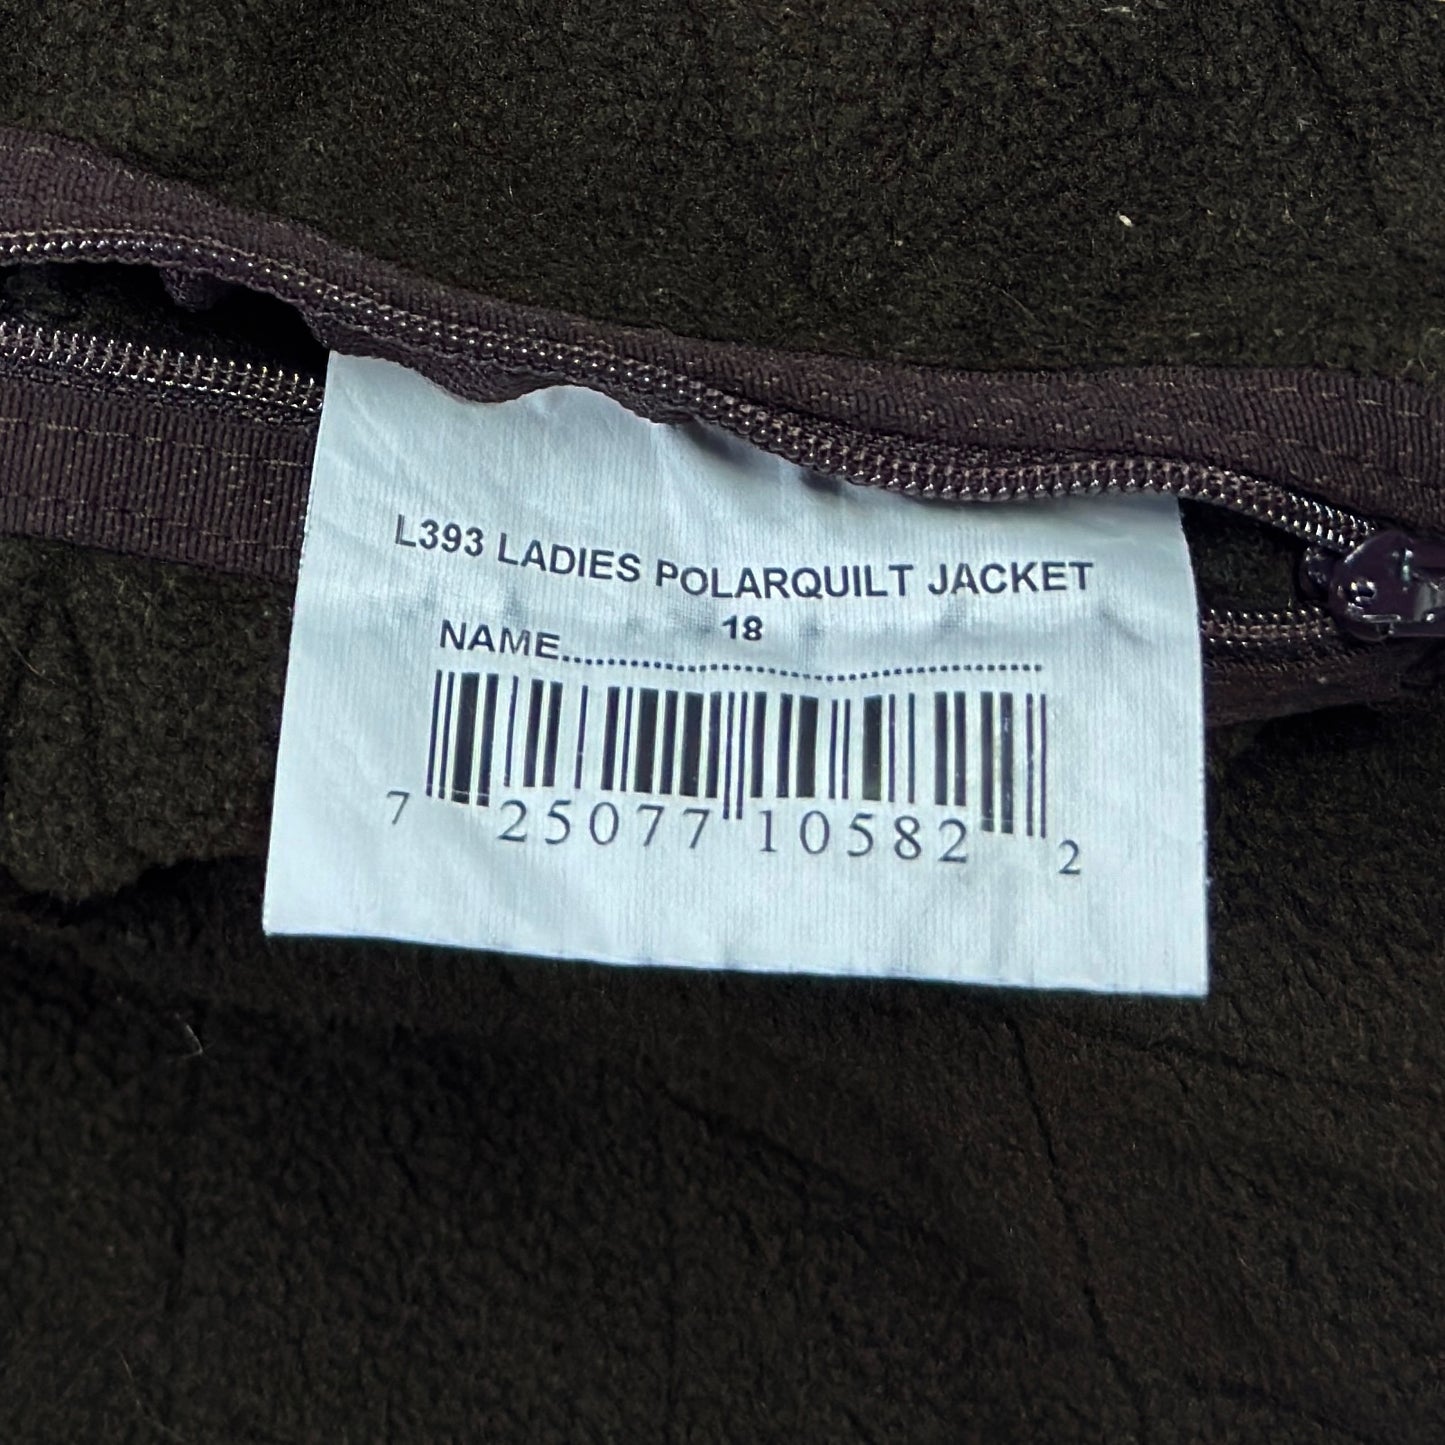 L393 LADIES POLARQUILT JACKET
18
NAME........................................................
7 25077 10582 2